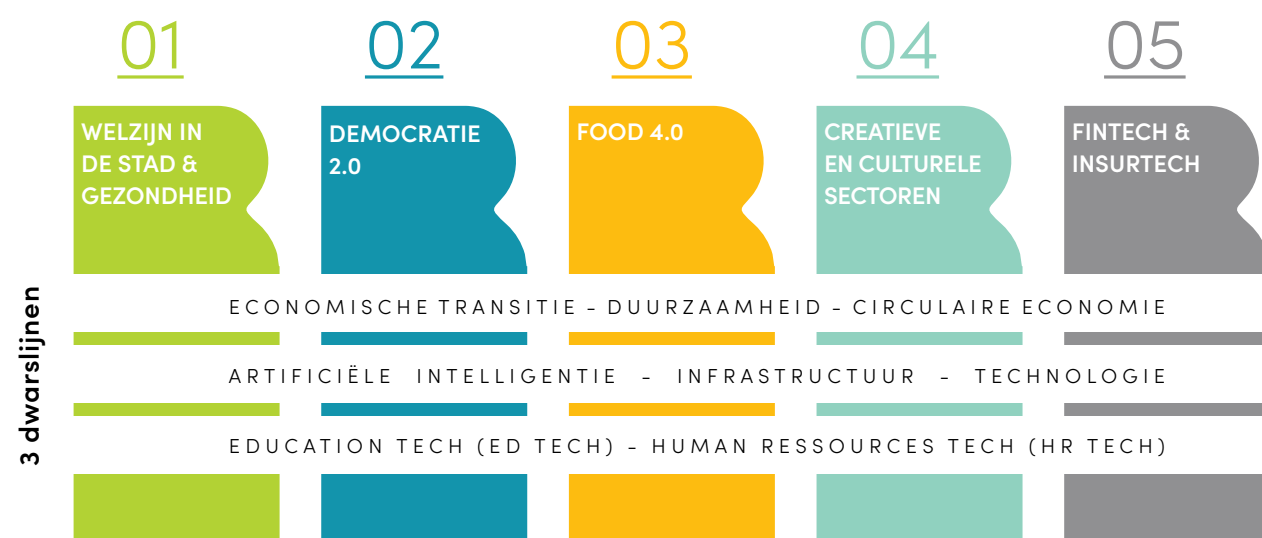 01
02
03
04
05
WELZIJN IN
DE STAD &
GEZONDHEID
DEMOCRATIE
2.0
FOOD 4.0
CREATIEVE
EN CULTURELE
SECTOREN
FINTECH &
INSURTECH
3 dwarslijnen
ECONOMISCHE TRANSITIE – DUURZAAMHEID – CIRCULAIRE ECONOMIE
ARTIFICIËLE INTELLIGENTIE – INFRASTRUCTUUR – TECHNOLOGIE
EDUCATION TECH (ED TECH) – HUMAN RESSOURCES TECH (HR TECH)